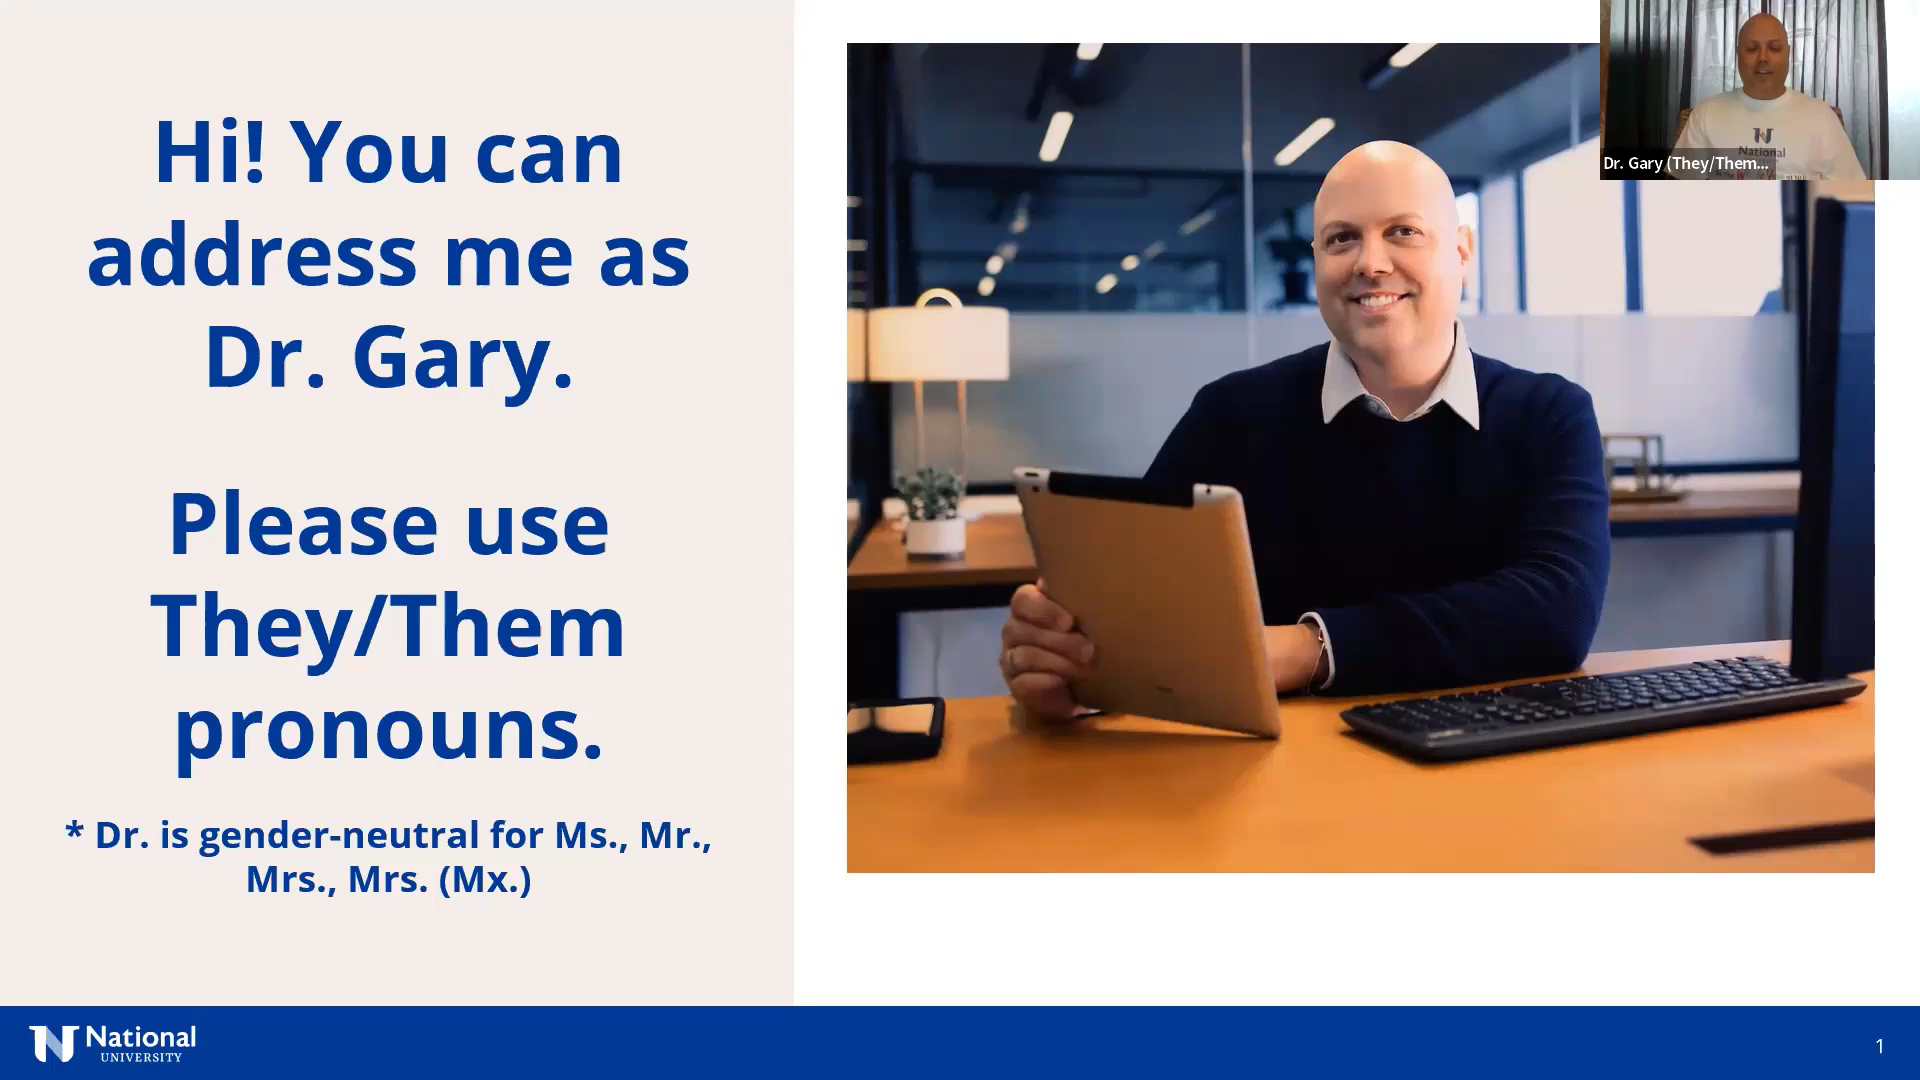 Hi! You can
address me as
Dr. Gary.
Please use
They/Them
pronouns.
* Dr. is gender-neutral for Ms., Mr.,
Mrs., Mrs. (Mx.)
National
Dr. Gary (They/Them...
National
UNIVERSITY
1